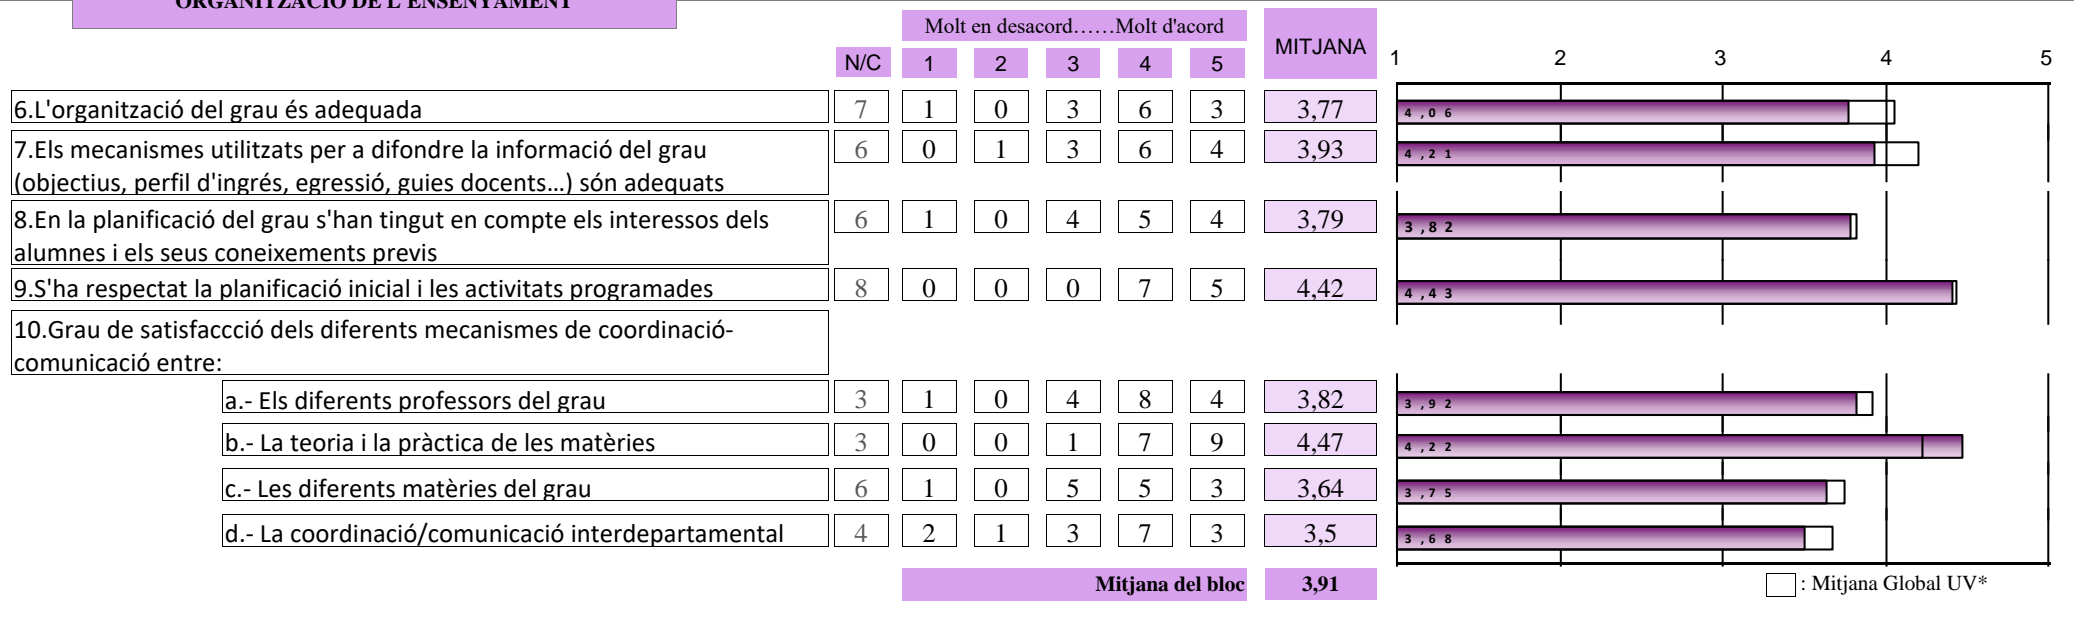 ORGANITZACIÓ DE L'ENSENYAMENT
Molt en desacord……Molt d'acord
MITJANA
N/C 1 2 3 4 5
1 2 3 4 5
6.L'organització del grau és adequada 7 1 0 3 6 3 3,77 4,06
7.Els mecanismes utilitzats per a difondre la informació del grau
(objectius, perfil d'ingrés, egressió, guies docents…) són adequats 6 0 1 3 6 4 3,93 4,21
8.En la planificació del grau s'han tingut en compte els interessos dels
alumnes i els seus coneixements previs 6 1 0 4 5 4 3,79 3,82
9.S'ha respectat la planificació inicial i les activitats programades 8 0 0 0 7 5 4,42 4,43
10.Grau de satisfaccció dels diferents mecanismes de coordinació-
comunicació entre:
a.- Els diferents professors del grau 3 1 0 4 8 4 3,82 3,92
b.- La teoria i la pràctica de les matèries 3 0 0 1 7 9 4,47 4,22
c.- Les diferents matèries del grau 6 1 0 5 5 3 3,64 3,75
d.- La coordinació/comunicació interdepartamental 4 2 1 3 7 3 3,5 3,68
Mitjana del bloc 3,91
: Mitjana Global UV*